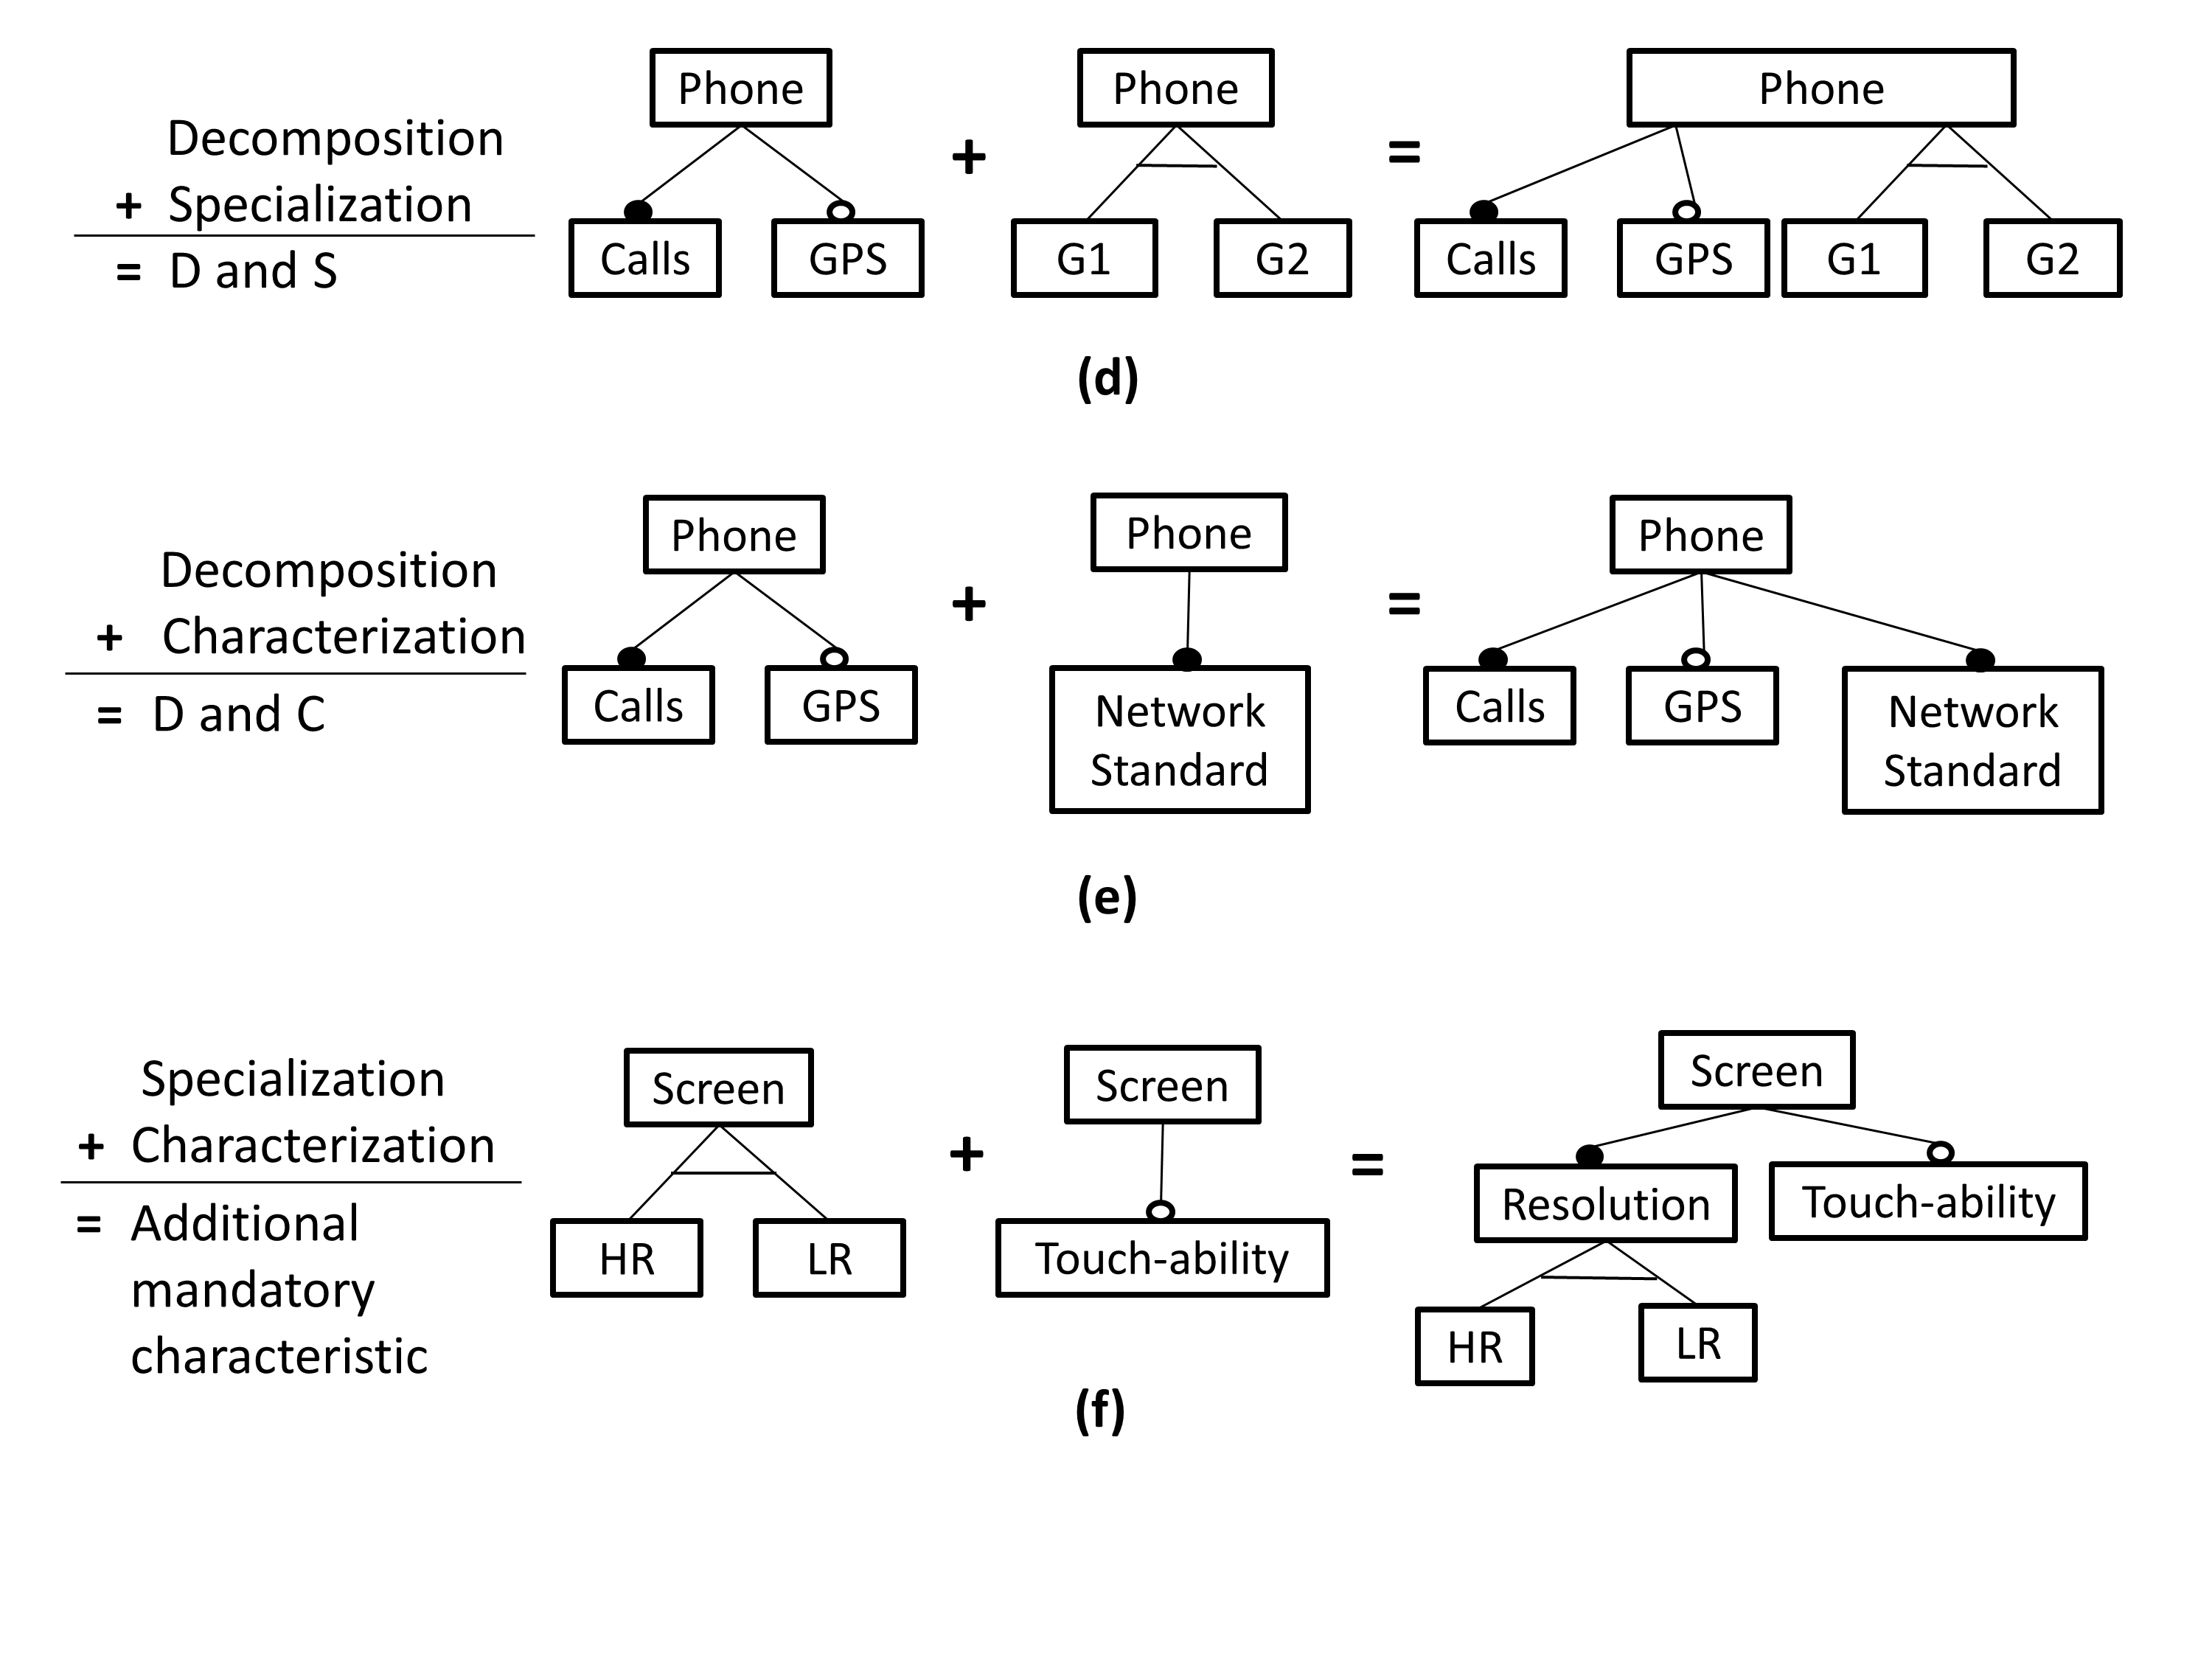 Decomposition
+ Specialization
= D and S
Phone
Calls GPS
+
Phone
G1 G2
=
Phone
Calls GPS G1 G2
(d)
Decomposition
+ Characterization
= D and C
Phone
Calls GPS
+
Phone
Network
Standard
=
Phone
Calls GPS Network
Standard
(e)
Specialization
+ Characterization
= Additional
mandatory
characteristic
Screen
HR LR
+
Screen
Touch-ability
=
Screen
Resolution Touch-ability
HR LR
(f)